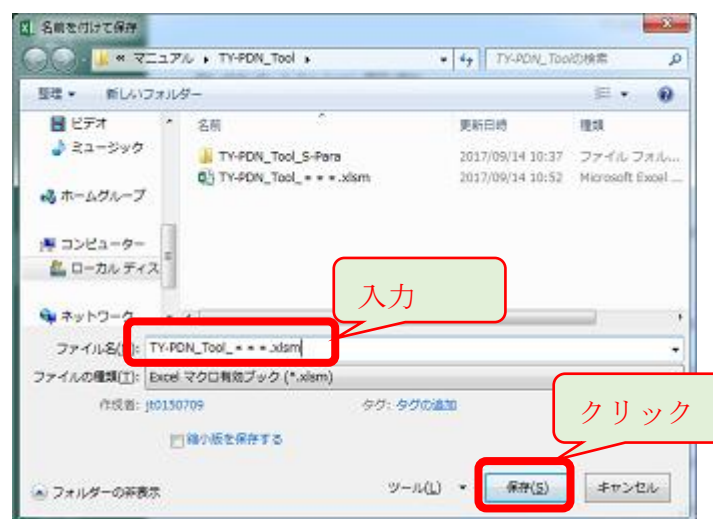 名前を付けて保存
« マニュアル ▸ TY-PDN_Tool ▸
TY-PDN_Toolの検索
整理 ▾ 新しいフォルダー
ビデオ
ミュージック
ホームグループ
コンピューター
ローカル ディス
ネットワーク
名前 更新日時 種類
TY-PDN_Tool_S-Para 2017/09/14 10:37 ファイル フォル...
TY-PDN_Tool_***.xlsm 2017/09/14 10:52 Microsoft Excel ...
入力
ファイル名(N): TY-PDN_Tool_***.xlsm
ファイルの種類(T): Excel マクロ有効ブック (*.xlsm)
作成者: jt0150709 タグ: タグの追加
クリック
縮小版を保存する
フォルダーの非表示 ツール(L) ▾ 保存(S) キャンセル